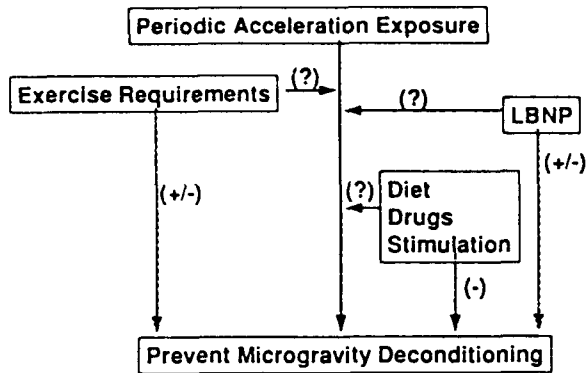 Periodic Acceleration Exposure
(?)
Exercise Requirements
(?)
LBNP
(+/-)
(+/-)
(?)
Diet
Drugs
Stimulation
(-)
Prevent Microgravity Deconditioning